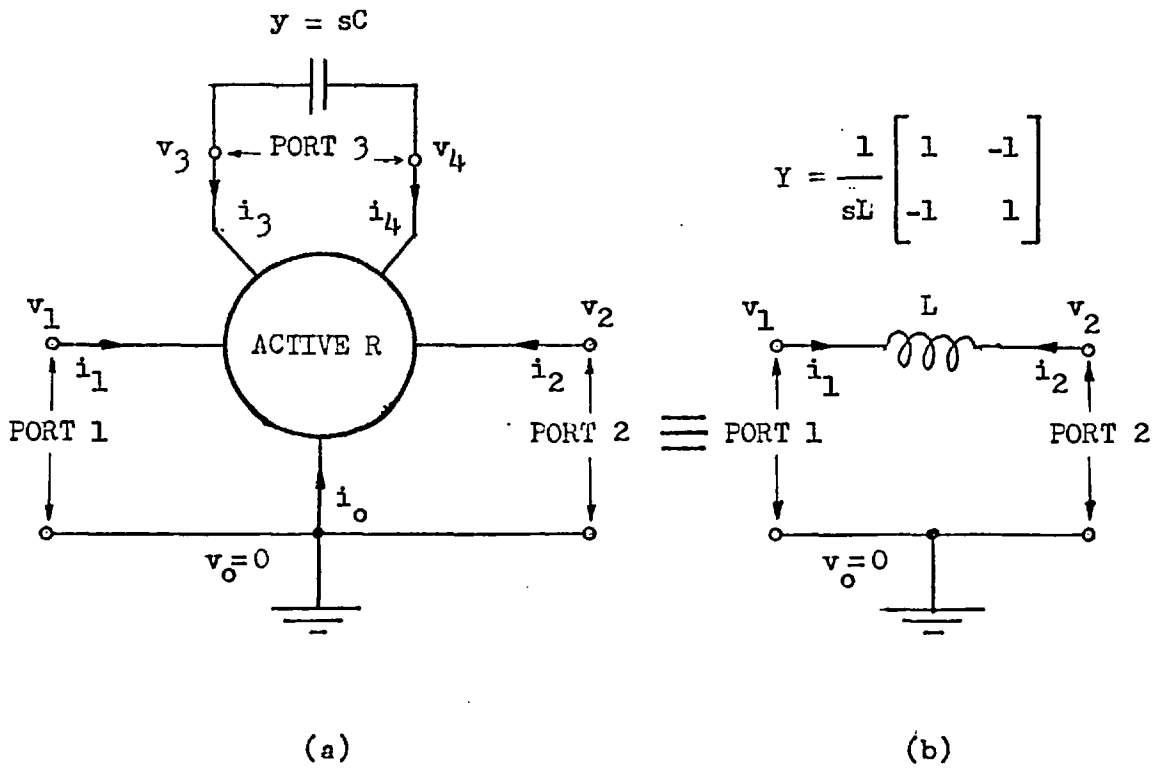 y = sC
v3 PORT 3 v4
i3 i4
v1 ACTIVE R v2
i1 i2
PORT 1 PORT 2
io
vo=0
(a)
Y = 1/sL [ 1 -1 ]
[ -1 1 ]
v1 L v2
i1 i2
≡ PORT 1 PORT 2
vo=0
(b)